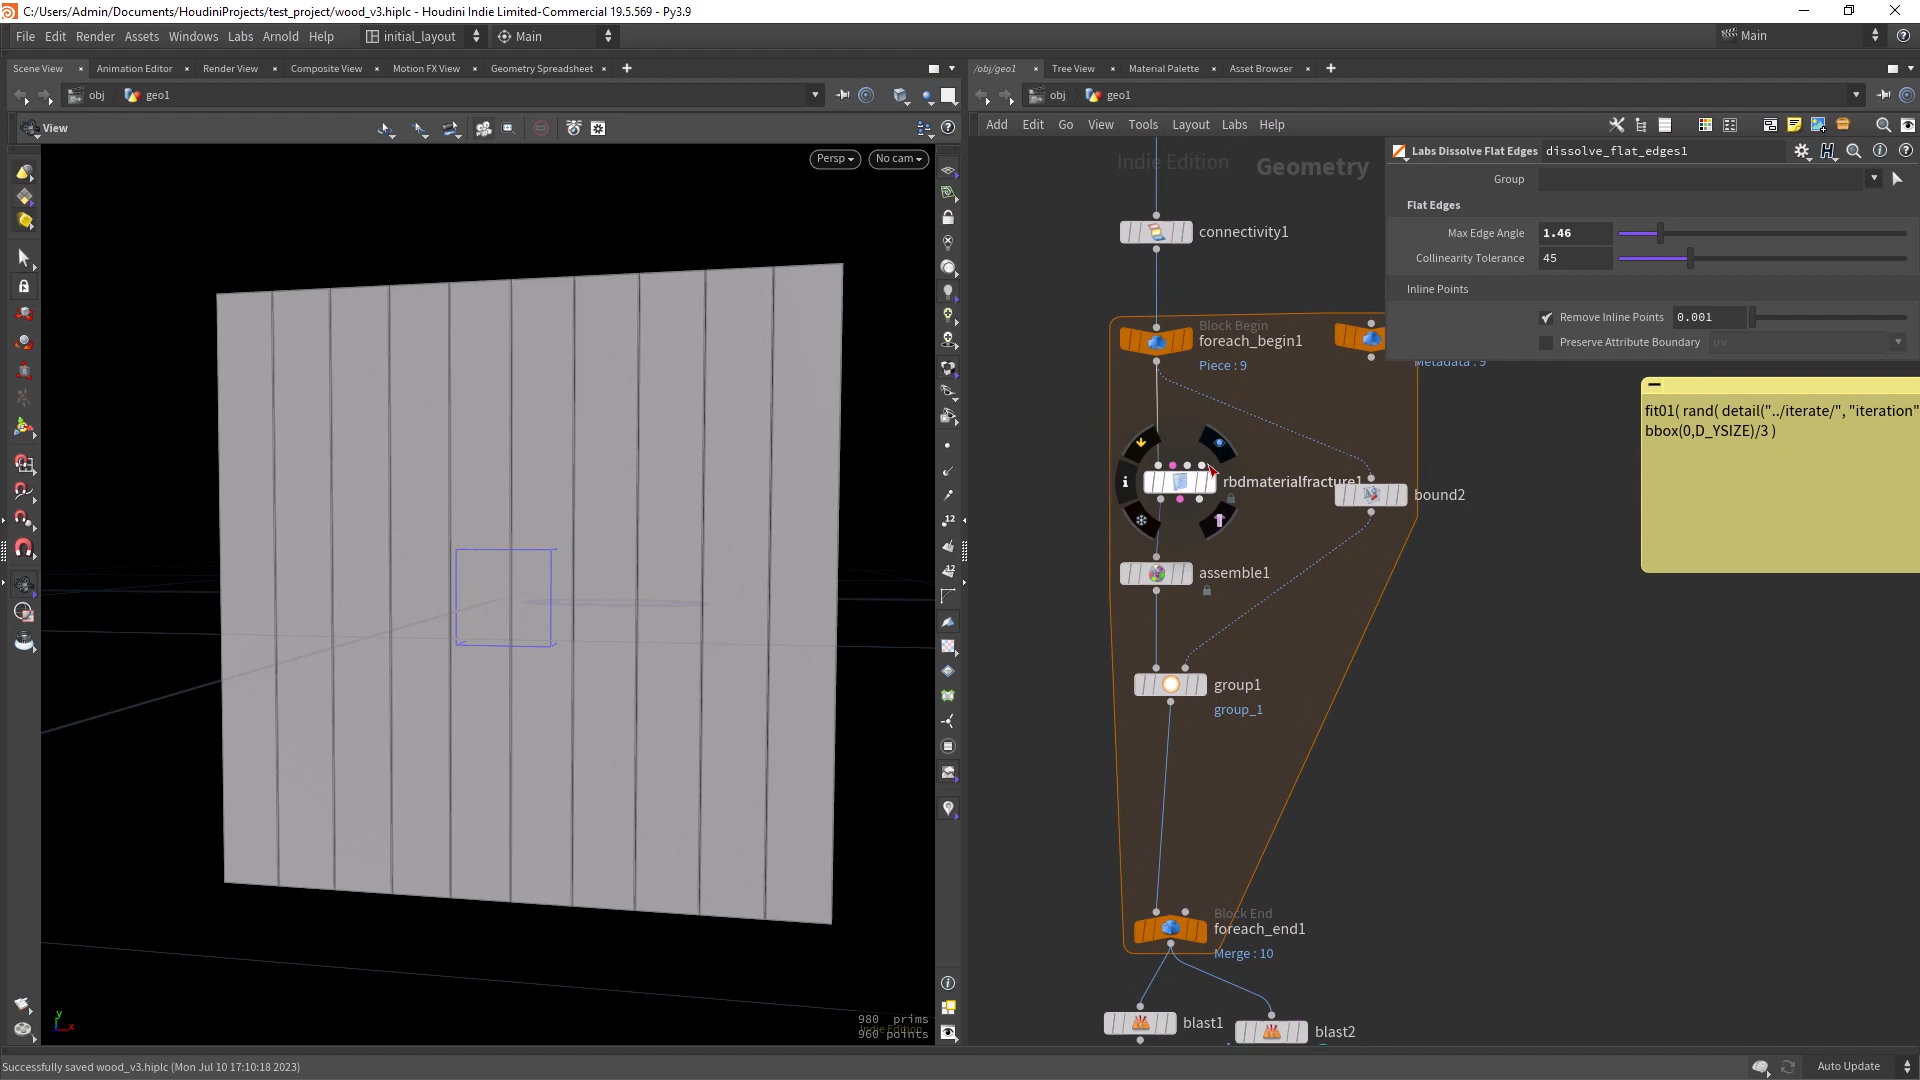 C:/Users/Admin/Documents/HoudiniProjects/test_project/wood_v3.hiplc - Houdini Indie Limited-Commercial 19.5.569 - Py3.9
File Edit Render Assets Windows Labs Arnold Help initial_layout Main Main
Scene View Animation Editor Render View Composite View Motion FX View Geometry Spreadsheet
/obj/geo1 Tree View Material Palette Asset Browser
obj geo1
obj geo1
View
Add Edit Go View Tools Layout Labs Help
Persp No cam
Indie Edition Geometry
Labs Dissolve Flat Edges dissolve_flat_edges1
Group
Flat Edges
Max Edge Angle 1.46
Collinearity Tolerance 45
Inline Points
Remove Inline Points 0.001
Preserve Attribute Boundary uv
connectivity1
Block Begin
foreach_begin1
Piece : 9
Metadata : 9
fit01( rand( detail("../iterate/", "iteration"
bbox(0,D_YSIZE)/3 )
rbdmaterialfracture1
bound2
assemble1
group1
group_1
Block End
foreach_end1
Merge : 10
blast1
blast2
12
12
y
x
980 prims
Indie Edition
960 points
Successfully saved wood_v3.hiplc (Mon Jul 10 17:10:18 2023)
Auto Update